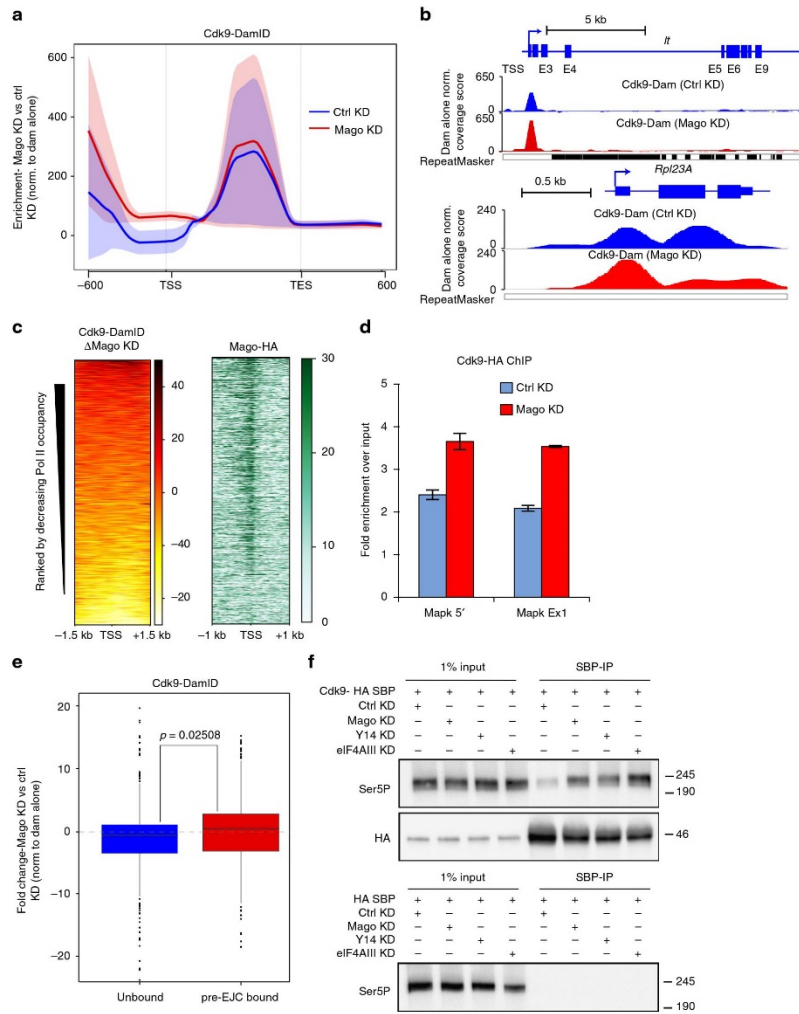 a
Cdk9-DamID
Enrichment- Mago KD vs ctrl
KD (norm. to dam alone)
600
400
200
0
Ctrl KD
Mago KD
–600
TSS
TES
600
b
5 kb
lt
TSS
E3
E4
E5
E6
E9
Dam alone norm.
coverage score
650
Cdk9-Dam (Ctrl KD)
0
650
Cdk9-Dam (Mago KD)
0
RepeatMasker
Rpl23A
0.5 kb
Dam alone norm.
coverage score
240
Cdk9-Dam (Ctrl KD)
0
240
Cdk9-Dam (Mago KD)
0
RepeatMasker
c
Cdk9-DamID
ΔMago KD
Ranked by decreasing Pol II occupancy
40
20
0
−40
−20
–1.5 kb
TSS
+1.5 kb
Mago-HA
30
20
10
0
–1 kb
TSS
+1 kb
d
Cdk9-HA ChIP
Fold enrichment over input
5
4
3
2
1
0
Ctrl KD
Mago KD
Mapk 5′
Mapk Ex1
e
Cdk9-DamID
Fold change-Mago KD vs ctrl
KD (norm to dam alone)
20
10
0
−10
−20
p = 0.02508
Unbound
pre-EJC bound
f
1% input
SBP-IP
Cdk9- HA SBP + + + + + + + +
Ctrl KD + – – – + – – –
Mago KD – + – – – + – –
Y14 KD – – + – – – + –
eIF4AIII KD – – – + – – – +
Ser5P
– 245
– 190
HA
– 46
1% input
SBP-IP
HA SBP + + + + + + + +
Ctrl KD + – – – + – – –
Mago KD – + – – – + – –
Y14 KD – – + – – – + –
eIF4AIII KD – – – + – – – +
Ser5P
– 245
– 190